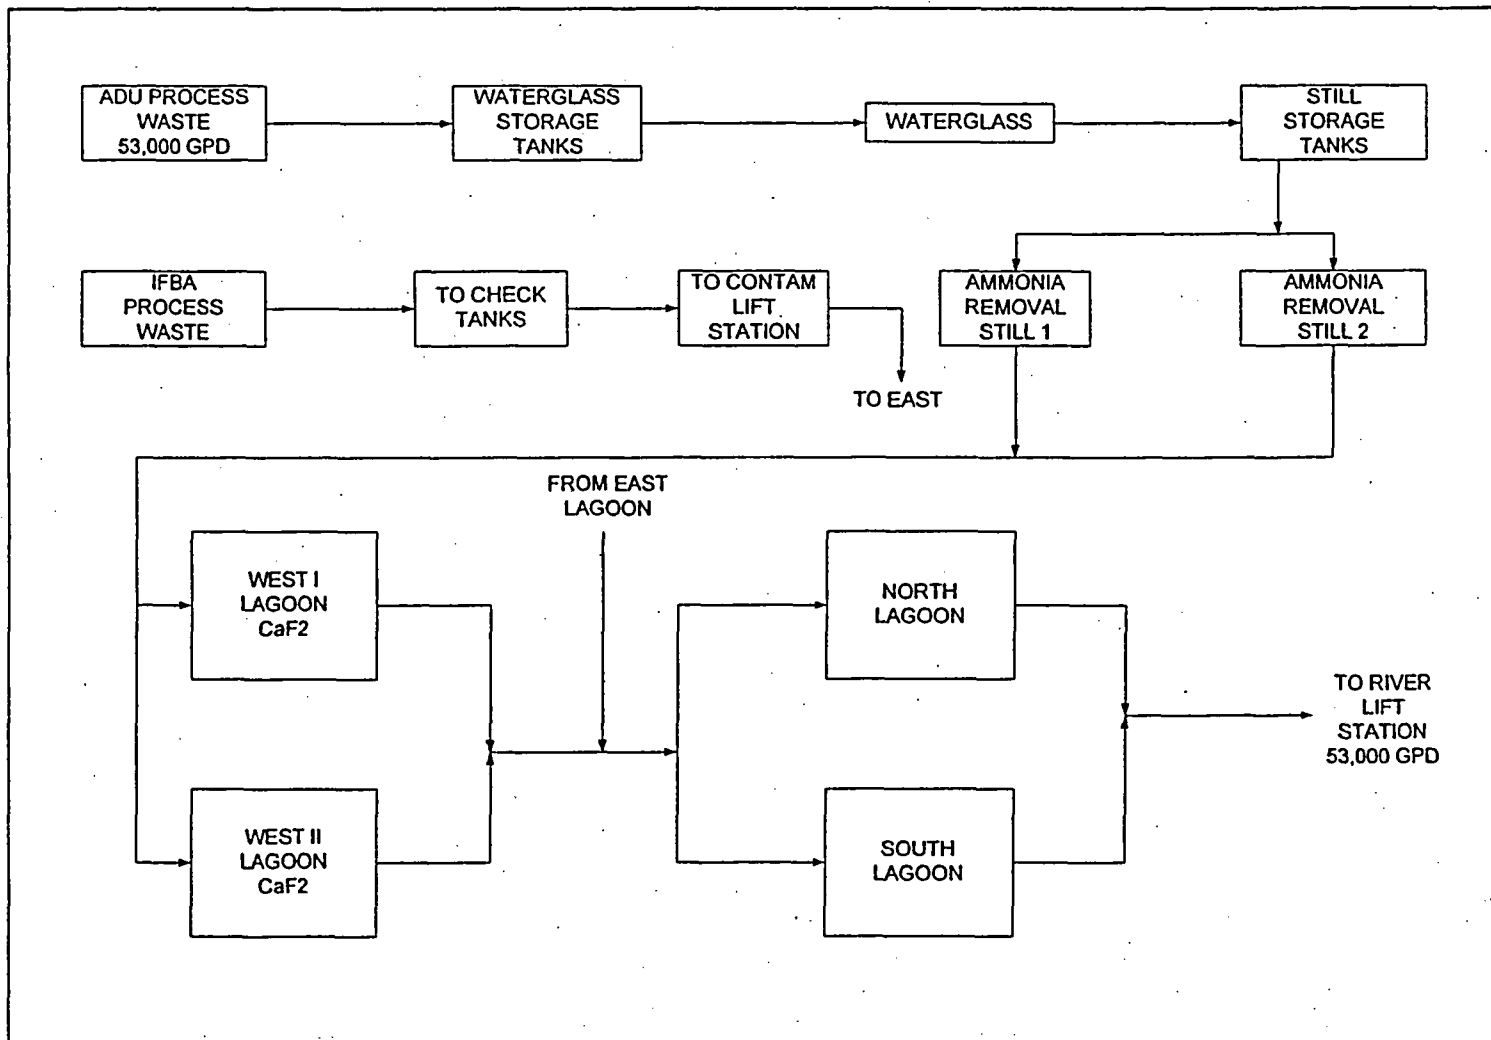 ADU PROCESS
WASTE
53,000 GPD
WATERGLASS
STORAGE
TANKS
WATERGLASS
STILL
STORAGE
TANKS
IFBA
PROCESS
WASTE
TO CHECK
TANKS
TO CONTAM
LIFT
STATION
AMMONIA
REMOVAL
STILL 1
AMMONIA
REMOVAL
STILL 2
TO EAST
FROM EAST
LAGOON
WEST I
LAGOON
CaF2
NORTH
LAGOON
TO RIVER
LIFT
STATION
53,000 GPD
WEST II
LAGOON
CaF2
SOUTH
LAGOON